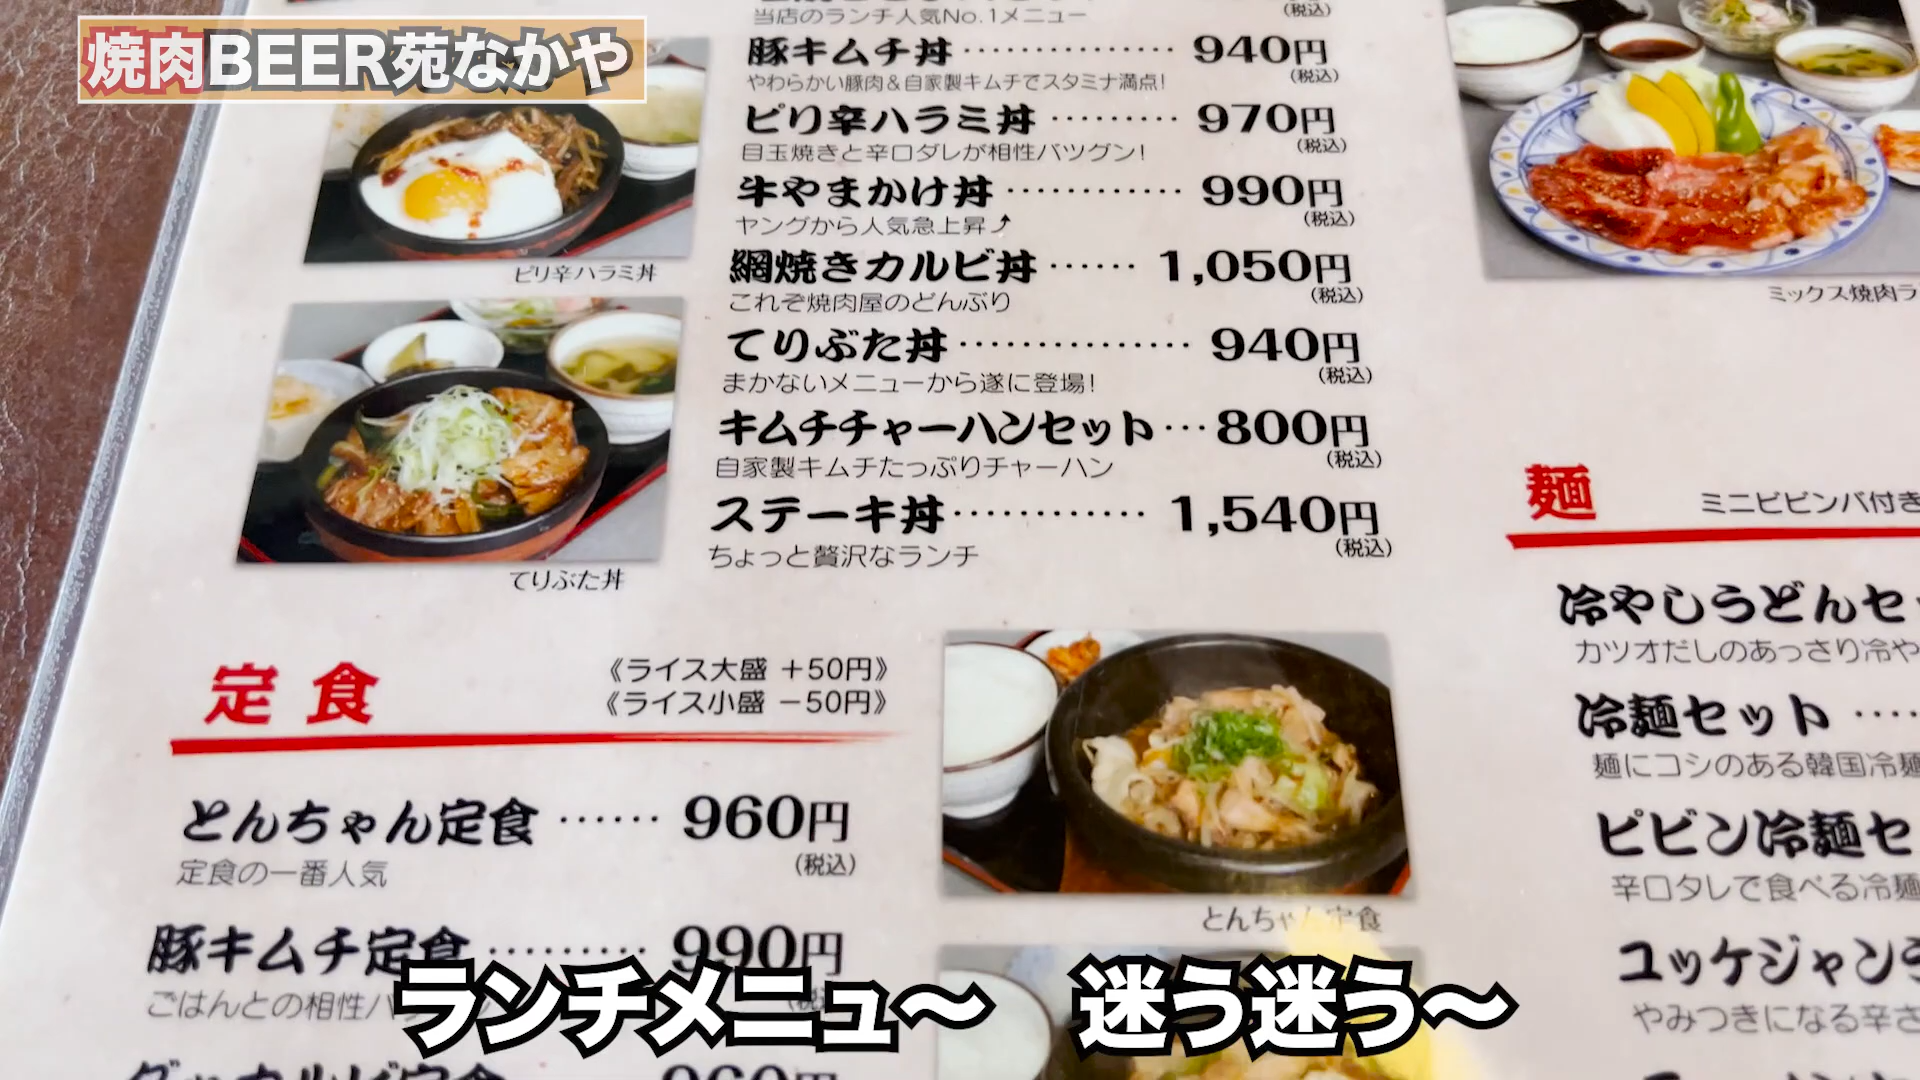 焼肉BEER苑なかや
当店のランチ人気No.1メニュー
(税込)
豚キムチ丼 …………… 940円
(税込)
やわらかい豚肉&自家製キムチでスタミナ満点!
ピリ辛ハラミ丼 ……… 970円
(税込)
目玉焼きと辛口ダレが相性バツグン!
牛やまかけ丼 ………… 990円
(税込)
ヤングから人気急上昇⤴
網焼きカルビ丼 …… 1,050円
(税込)
これぞ焼肉屋のどんぶり
てりぶた丼 …………… 940円
(税込)
まかないメニューから遂に登場!
キムチチャーハンセット … 800円
(税込)
自家製キムチたっぷりチャーハン
ステーキ丼 ………… 1,540円
(税込)
ちょっと贅沢なランチ
ピリ辛ハラミ丼
てりぶた丼
ミックス焼肉ラ
定食
《ライス大盛 +50円》
《ライス小盛 -50円》
とんちゃん定食 …… 960円
(税込)
定食の一番人気
豚キムチ定食 ……… 990円
ごはんとの相性バ
とんちゃん定食
麺
ミニビビンバ付き
冷やしうどんセ
カツオだしのあっさり冷や
冷麺セット ……
麺にコシのある韓国冷麺
ピビン冷麺セ
辛口タレで食べる冷麺
ユッケジャンラ
やみつきになる辛さ
ランチメニュ〜 迷う迷う〜